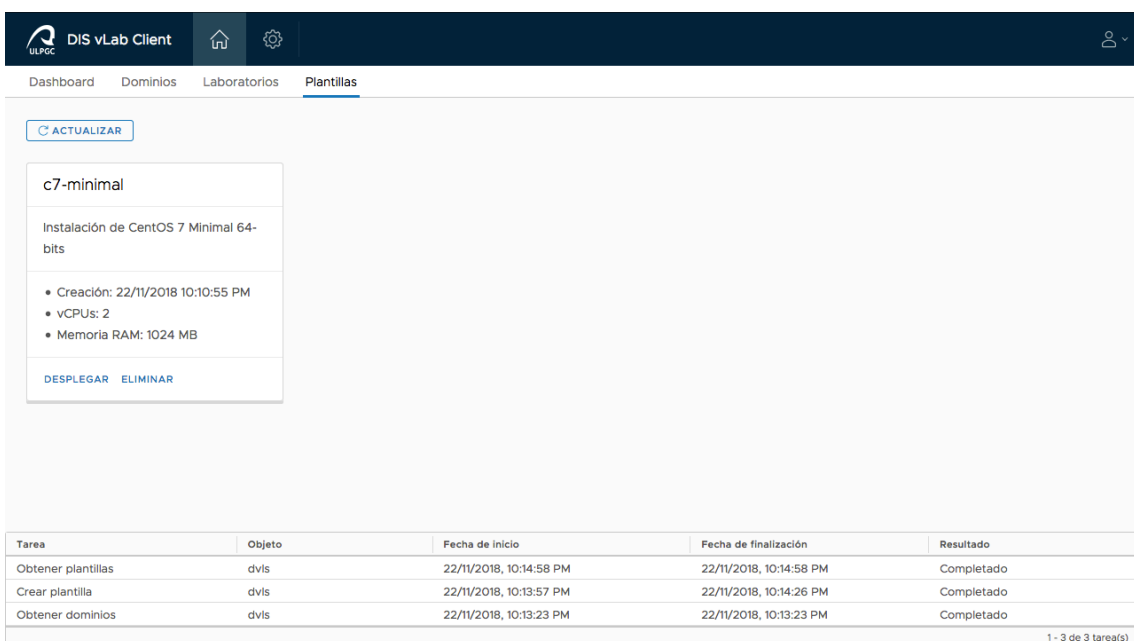 ULPGC
DIS vLab Client
Dashboard Dominios Laboratorios Plantillas
ACTUALIZAR
c7-minimal
Instalación de CentOS 7 Minimal 64-
bits
• Creación: 22/11/2018 10:10:55 PM
• vCPUs: 2
• Memoria RAM: 1024 MB
DESPLEGAR ELIMINAR
Tarea Objeto Fecha de inicio Fecha de finalización Resultado
Obtener plantillas dvls 22/11/2018, 10:14:58 PM 22/11/2018, 10:14:58 PM Completado
Crear plantilla dvls 22/11/2018, 10:13:57 PM 22/11/2018, 10:14:26 PM Completado
Obtener dominios dvls 22/11/2018, 10:13:23 PM 22/11/2018, 10:13:23 PM Completado
1 - 3 de 3 tarea(s)